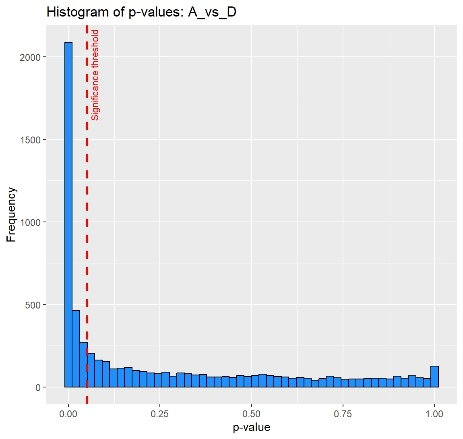 Histogram of p-values: A_vs_D
Significance threshold
Frequency
2000
1500
1000
500
0
0.00 0.25 0.50 0.75 1.00
p-value